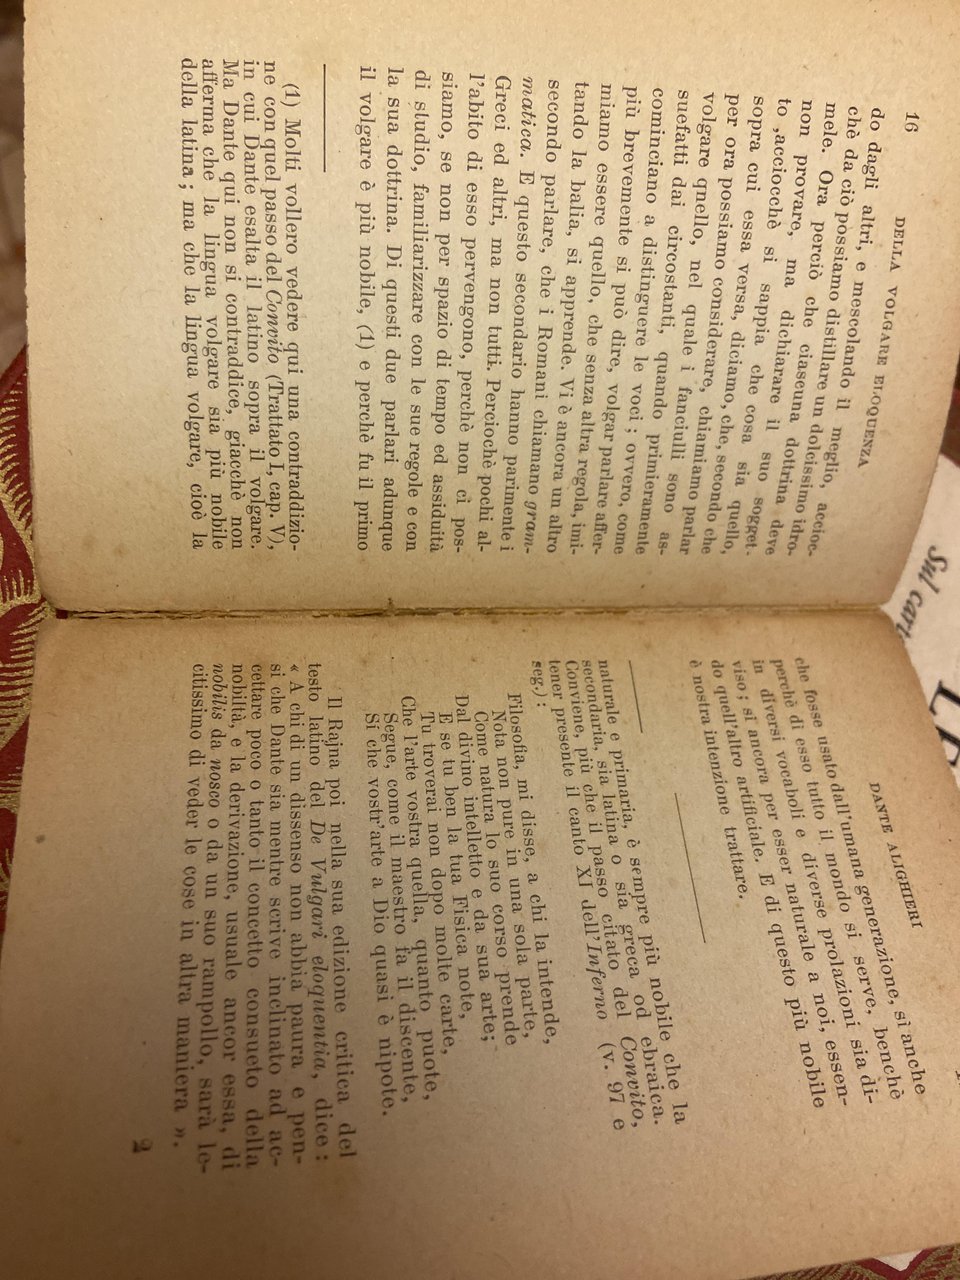 16
DELLA VOLGARE ELOQUENZA
do dagli altri, e mescolando il meglio, accioc-
chè da ciò possiamo distillare un dolcissimo idro-
mele. Ora perciò che ciascuna dottrina deve
non provare, ma dichiarare il suo sogget-
to ,acciocchè si sappia che cosa sia quello,
sopra cui essa versa, diciamo, che, secondo che
per ora possiamo considerare, chiamiamo parlar
volgare qnello, nel quale i fanciulli sono as-
suefatti dai circostanti, quando primieramente
cominciano a distinguere le voci; ovvero, come
più brevemente si può dire, volgar parlare affer-
miamo essere quello, che senza altra regola, imi-
tando la balia, si apprende. Vi è ancora un altro
secondo parlare, che i Romani chiamano gram-
matica. E questo secondario hanno parimente i
Greci ed altri, ma non tutti. Perciochè pochi al-
l'abito di esso pervengono, perchè non ci pos-
siamo, se non per spazio di tempo ed assiduità
di studio, familiarizzare con le sue regole e con
la sua dottrina. Di questi due parlari adunque
il volgare è più nobile, (1) e perchè fu il primo
(1) Molti vollero vedere qui una contraddizio-
ne con quel passo del Convito (Trattato I, cap. V),
in cui Dante esalta il latino sopra il volgare.
Ma Dante qui non si contraddice, giacchè non
afferma che la lingua volgare sia più nobile
della latina; ma che la lingua volgare, cioè la
DANTE ALIGHIERI
che fosse usato dall'umana generazione, sì anche
perchè di esso tutto il mondo si serve, benchè
in diversi vocaboli e diverse prolazioni sia di-
viso; sì ancora per esser naturale a noi, essen-
do quell'altro artificiale. E di questo più nobile
è nostra intenzione trattare.
naturale e primaria, è sempre più nobile che la
secondaria, sia latina o sia greca od ebraica.
Conviene, più che il passo citato del Convito,
tener presente il canto XI dell'Inferno (v. 97 e
seg.):
Filosofia, mi disse, a chi la intende,
Nota non pure in una sola parte,
Come natura lo suo corso prende
Dal divino intelletto e da sua arte;
E se tu ben la tua Fisica note,
Tu troverai non dopo molte carte,
Che l'arte vostra quella, quanto puote,
Segue, come il maestro fa il discente,
Sì che vostr'arte a Dio quasi è nipote.
Il Rajna poi nella sua edizione critica del
testo latino del De Vulgari eloquentia, dice:
« A chi di un dissenso non abbia paura e pen-
si che Dante sia mentre scrive inclinato ad ac-
cettare poco o tanto il concetto consueto della
nobiltà, e la derivazione, usuale ancor essa, di
nobilis da nosco o da un suo rampollo, sarà le-
citissimo di veder le cose in altra maniera ».
2
Sul